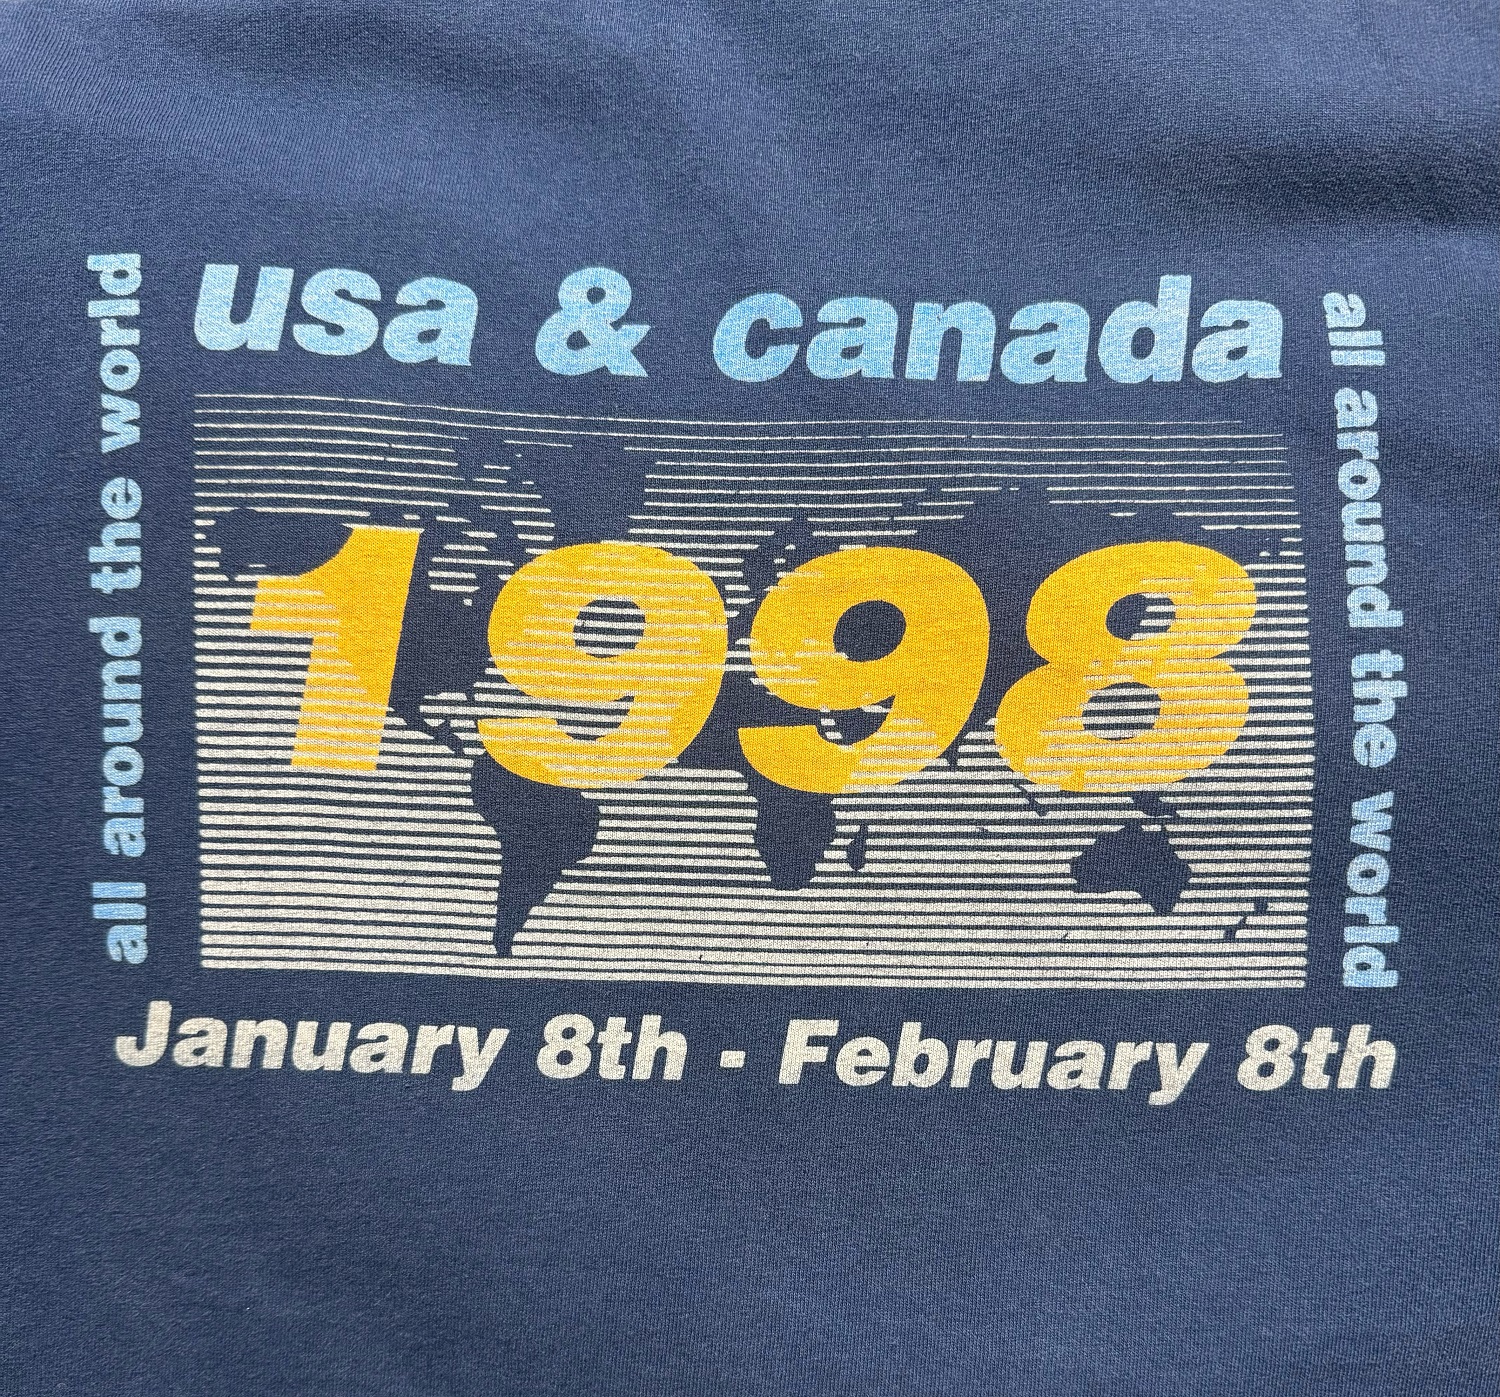 usa & canada
all around the world
1998
all around the world
January 8th - February 8th